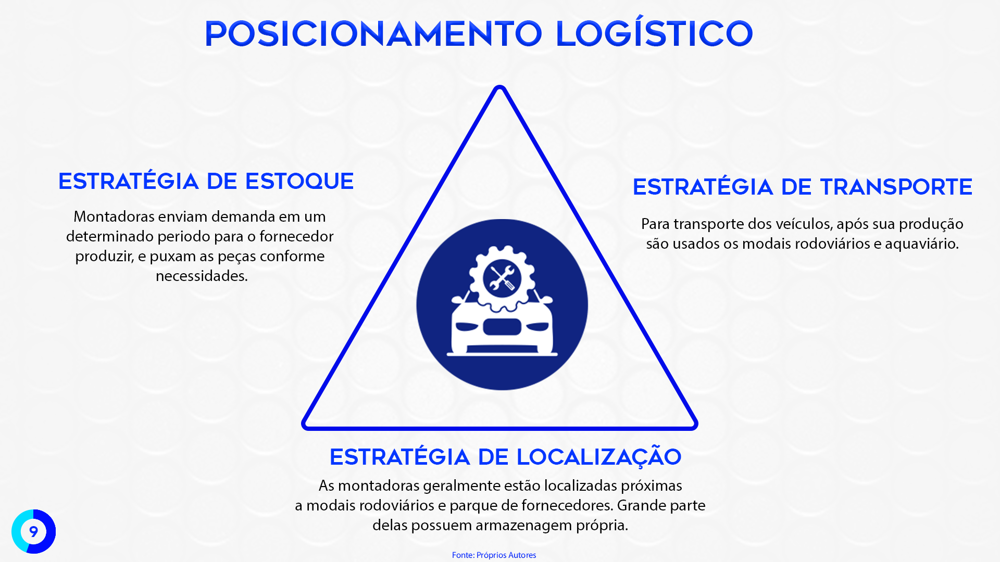 POSICIONAMENTO LOGÍSTICO
ESTRATÉGIA DE ESTOQUE
Montadoras enviam demanda em um
determinado periodo para o fornecedor
produzir, e puxam as peças conforme
necessidades.
ESTRATÉGIA DE TRANSPORTE
Para transporte dos veículos, após sua produção
são usados os modais rodoviários e aquaviário.
ESTRATÉGIA DE LOCALIZAÇÃO
As montadoras geralmente estão localizadas próximas
a modais rodoviários e parque de fornecedores. Grande parte
delas possuem armazenagem própria.
9
Fonte: Próprios Autores